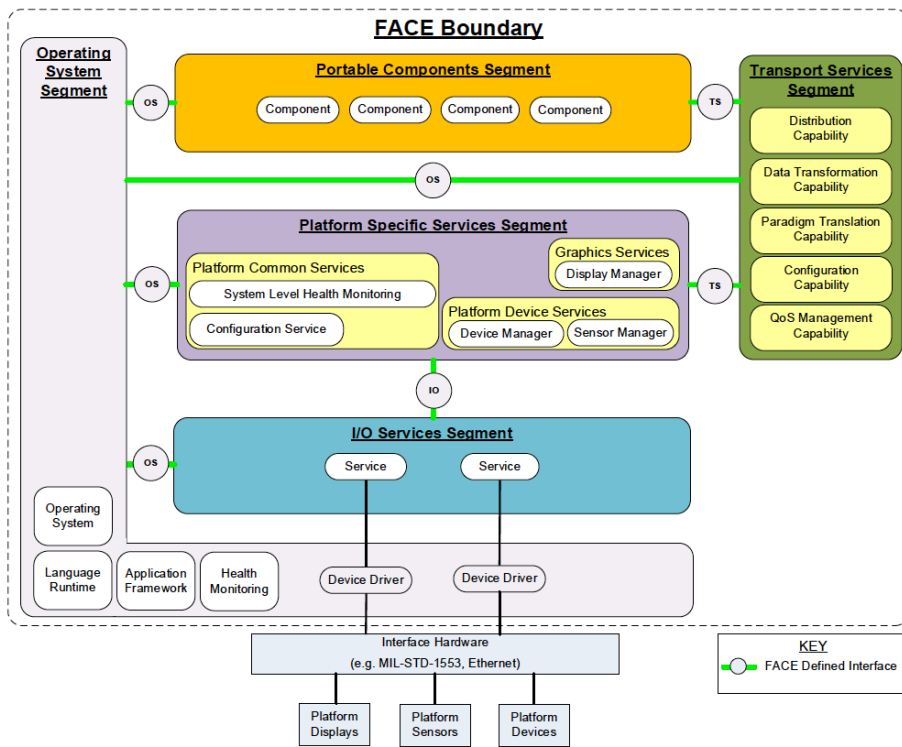 FACE Boundary
Operating
System
Segment
Portable Components Segment
Component
Component
Component
Component
OS
TS
Transport Services
Segment
Distribution
Capability
Data Transformation
Capability
Paradigm Translation
Capability
Configuration
Capability
QoS Management
Capability
OS
Platform Specific Services Segment
Platform Common Services
System Level Health Monitoring
Configuration Service
Graphics Services
Display Manager
Platform Device Services
Device Manager
Sensor Manager
OS
TS
IO
I/O Services Segment
Service
Service
OS
Operating
System
Language
Runtime
Application
Framework
Health
Monitoring
Device Driver
Device Driver
Interface Hardware
(e.g. MIL-STD-1553, Ethernet)
Platform
Displays
Platform
Sensors
Platform
Devices
KEY
FACE Defined Interface